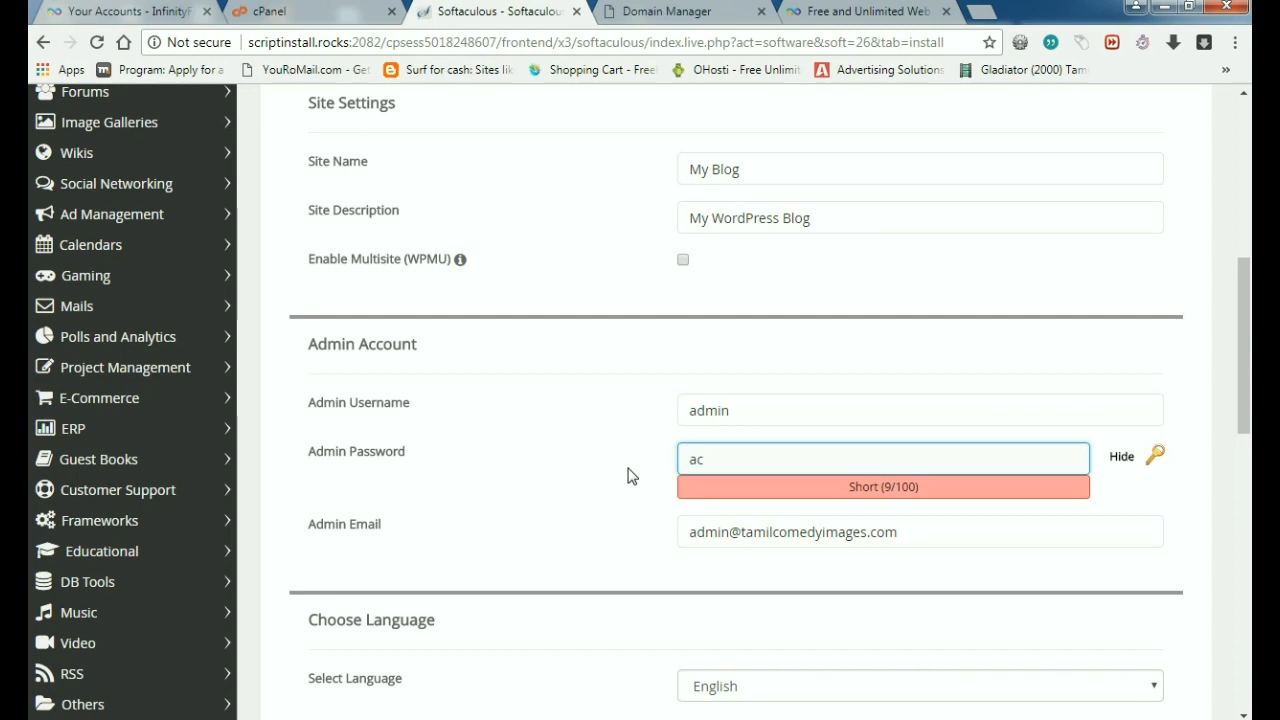 Your Accounts - InfinityF
cPanel
Softaculous - Softaculou
Domain Manager
Free and Unlimited Web
Not secure
scriptinstall.rocks:2082/cpsess5018248607/frontend/x3/softaculous/index.live.php?act=software&soft=26&tab=install
Apps
Program: Apply for a
YouRoMail.com - Get
Surf for cash: Sites lik
Shopping Cart - Free
OHosti - Free Unlimit
Advertising Solutions
Gladiator (2000) Tam
»
Forums
Image Galleries
Wikis
Social Networking
Ad Management
Calendars
Gaming
Mails
Polls and Analytics
Project Management
E-Commerce
ERP
Guest Books
Customer Support
Frameworks
Educational
DB Tools
Music
Video
RSS
Others
Site Settings
Site Name
My Blog
Site Description
My WordPress Blog
Enable Multisite (WPMU)
Admin Account
Admin Username
admin
Admin Password
ac
Hide
Short (9/100)
Admin Email
admin@tamilcomedyimages.com
Choose Language
Select Language
English